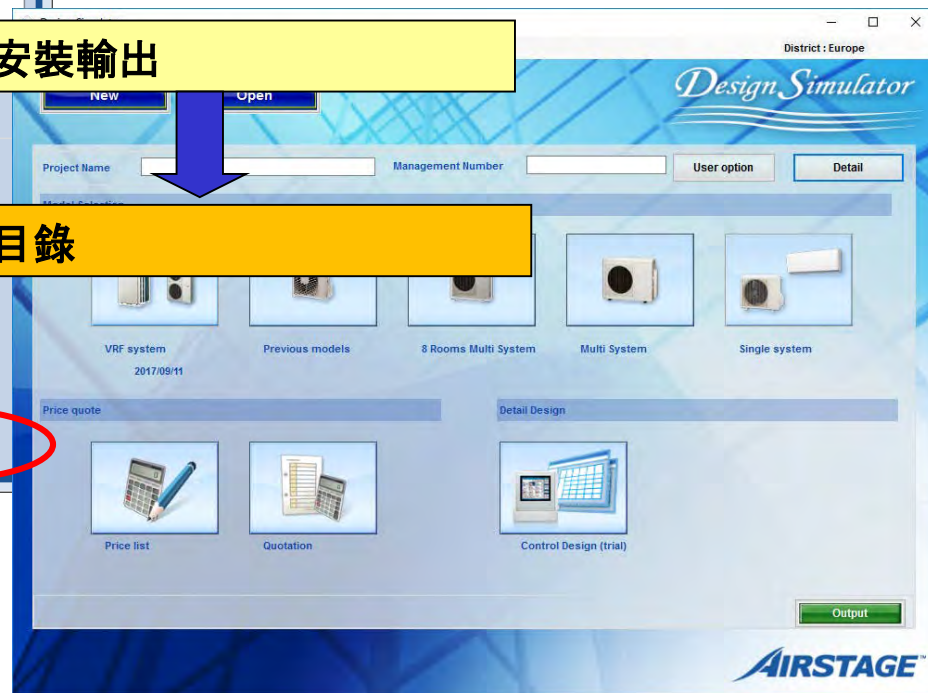 District : Europe
安裝輸出
New
Open
Design Simulator
Project Name
Management Number
User option
Detail
目錄
VRF system
Previous models
8 Rooms Multi System
Multi System
Single system
2017/09/11
Price quote
Detail Design
Price list
Quotation
Control Design (trial)
Output
AIRSTAGE™